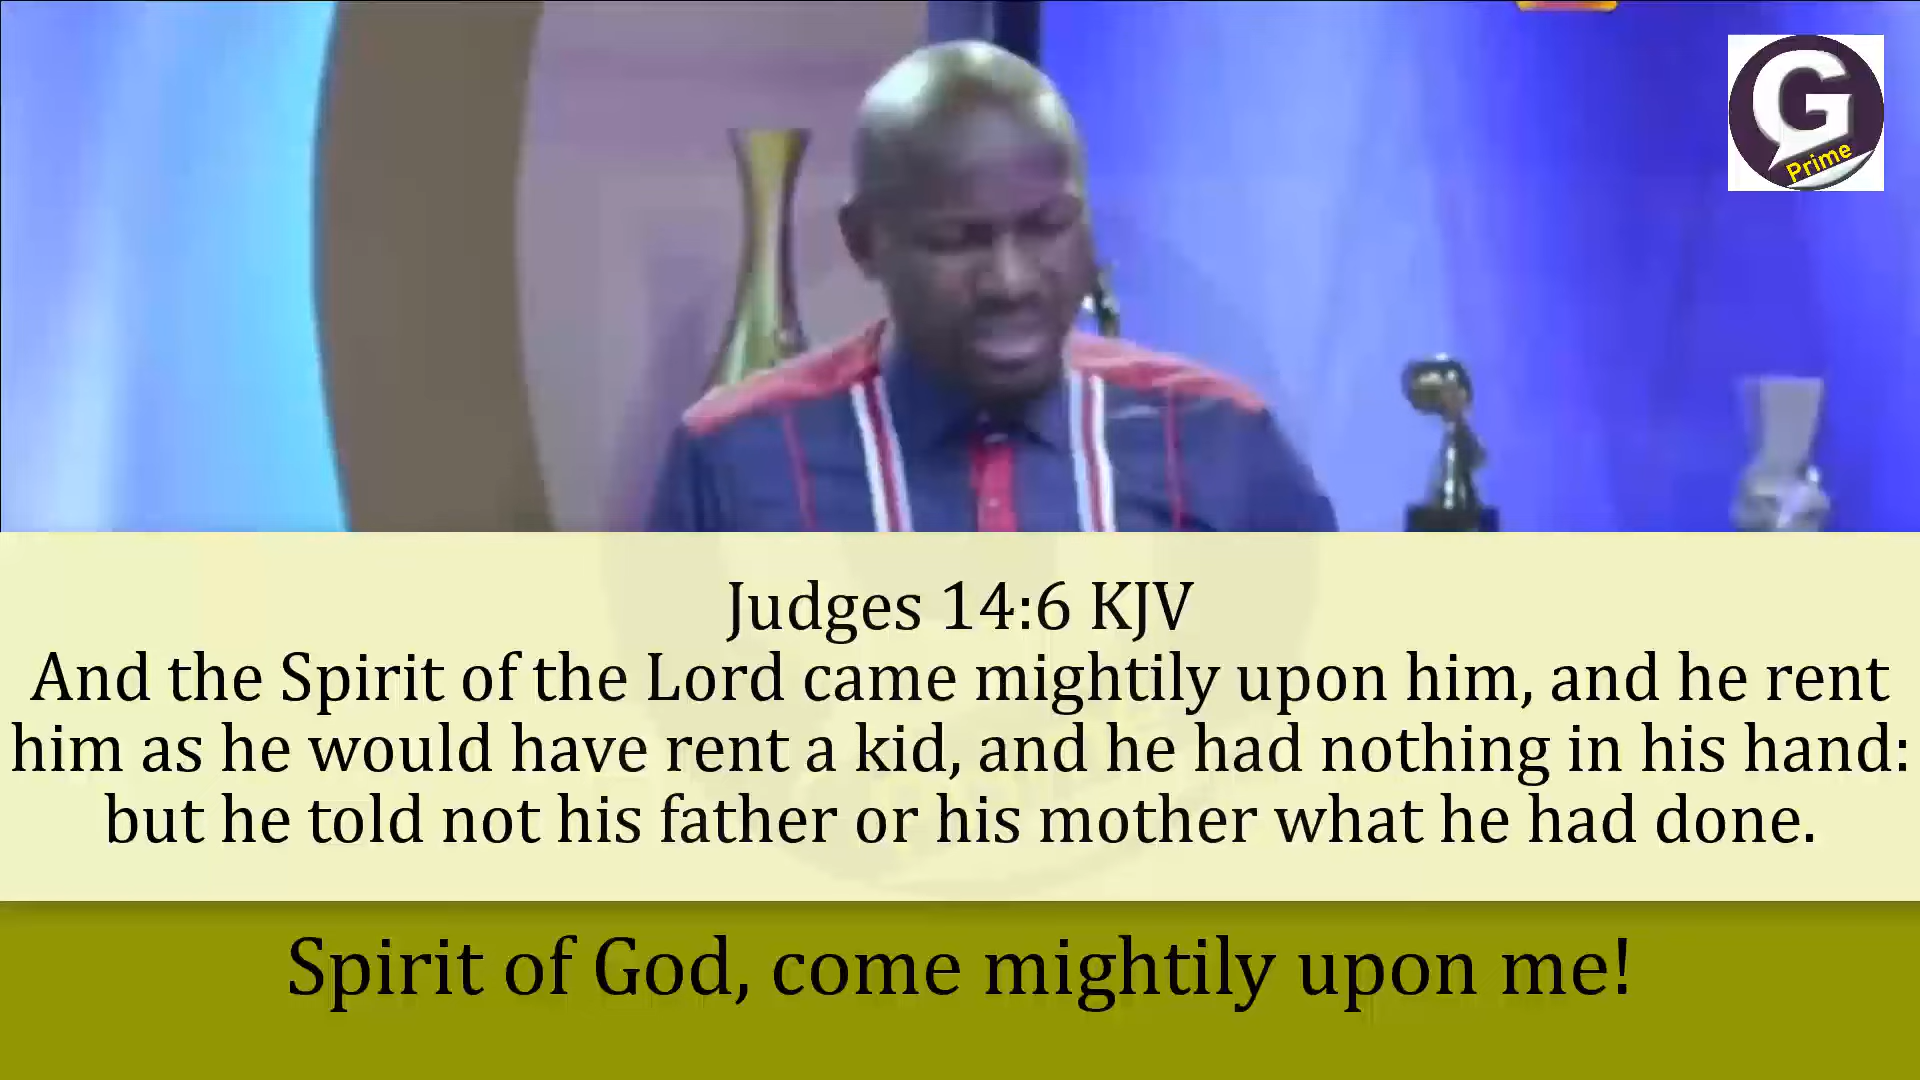 G
Prime
Judges 14:6 KJV
And the Spirit of the Lord came mightily upon him, and he rent
him as he would have rent a kid, and he had nothing in his hand:
but he told not his father or his mother what he had done.
Spirit of God, come mightily upon me!